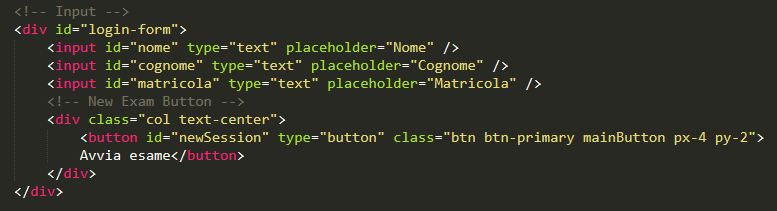 <!-- Input -->
<div id="login-form">
<input id="nome" type="text" placeholder="Nome" />
<input id="cognome" type="text" placeholder="Cognome" />
<input id="matricola" type="text" placeholder="Matricola" />
<!-- New Exam Button -->
<div class="col text-center">
<button id="newSession" type="button" class="btn btn-primary mainButton px-4 py-2">
Avvia esame</button>
</div>
</div>